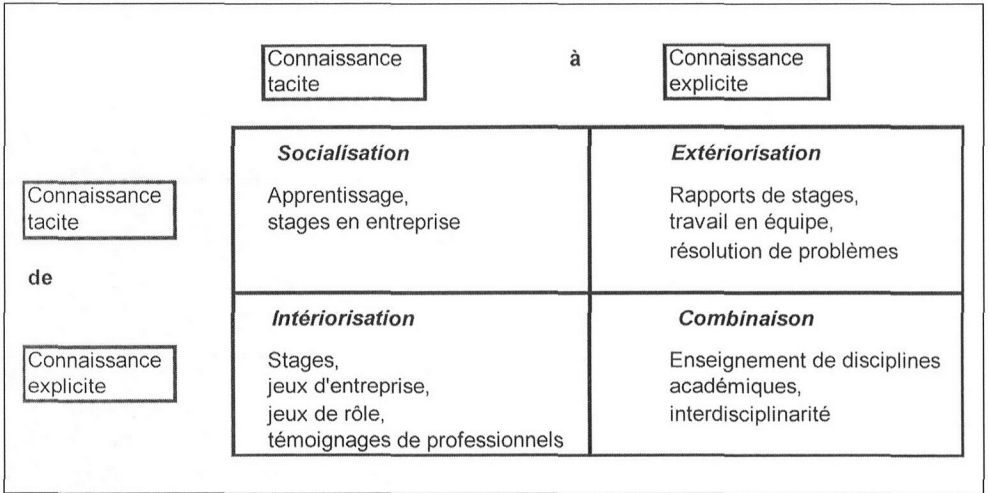 Connaissance
tacite
à
Connaissance
explicite
Connaissance
tacite
de
Connaissance
explicite
Socialisation
Apprentissage,
stages en entreprise
Extériorisation
Rapports de stages,
travail en équipe,
résolution de problèmes
Intériorisation
Stages,
jeux d'entreprise,
jeux de rôle,
témoignages de professionnels
Combinaison
Enseignement de disciplines
académiques,
interdisciplinarité